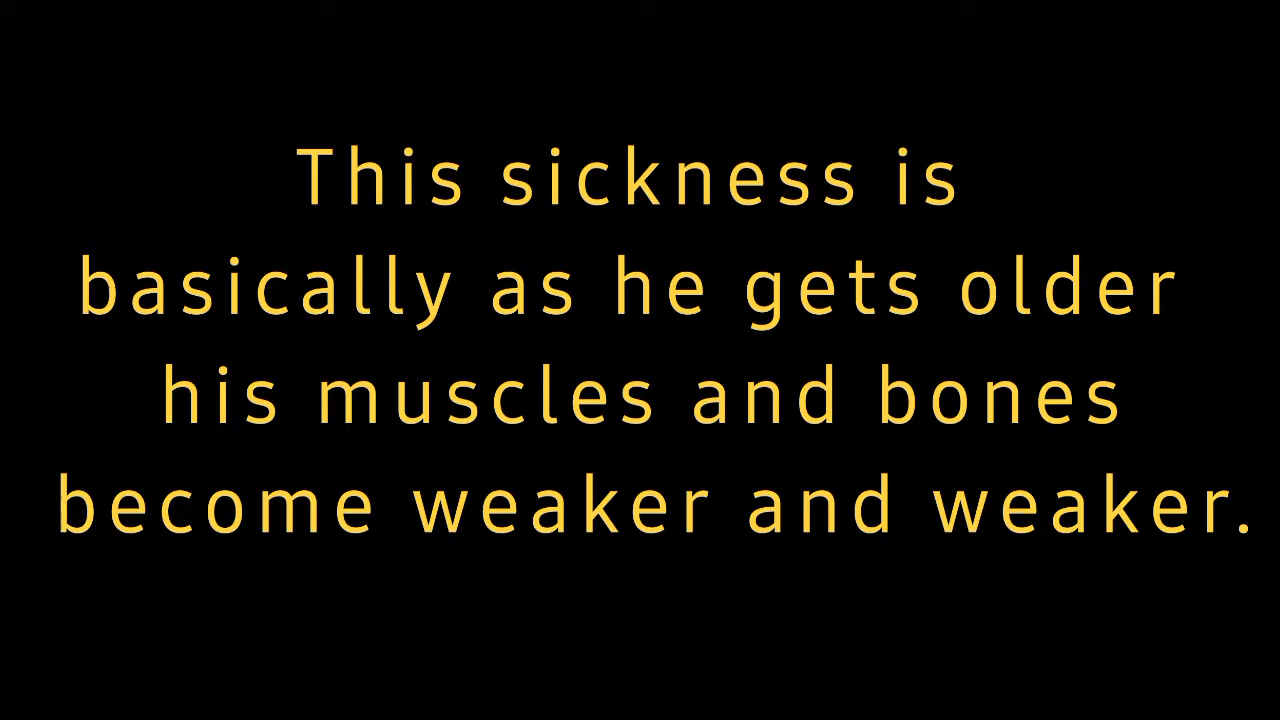 This sickness is
basically as he gets older
his muscles and bones
become weaker and weaker.